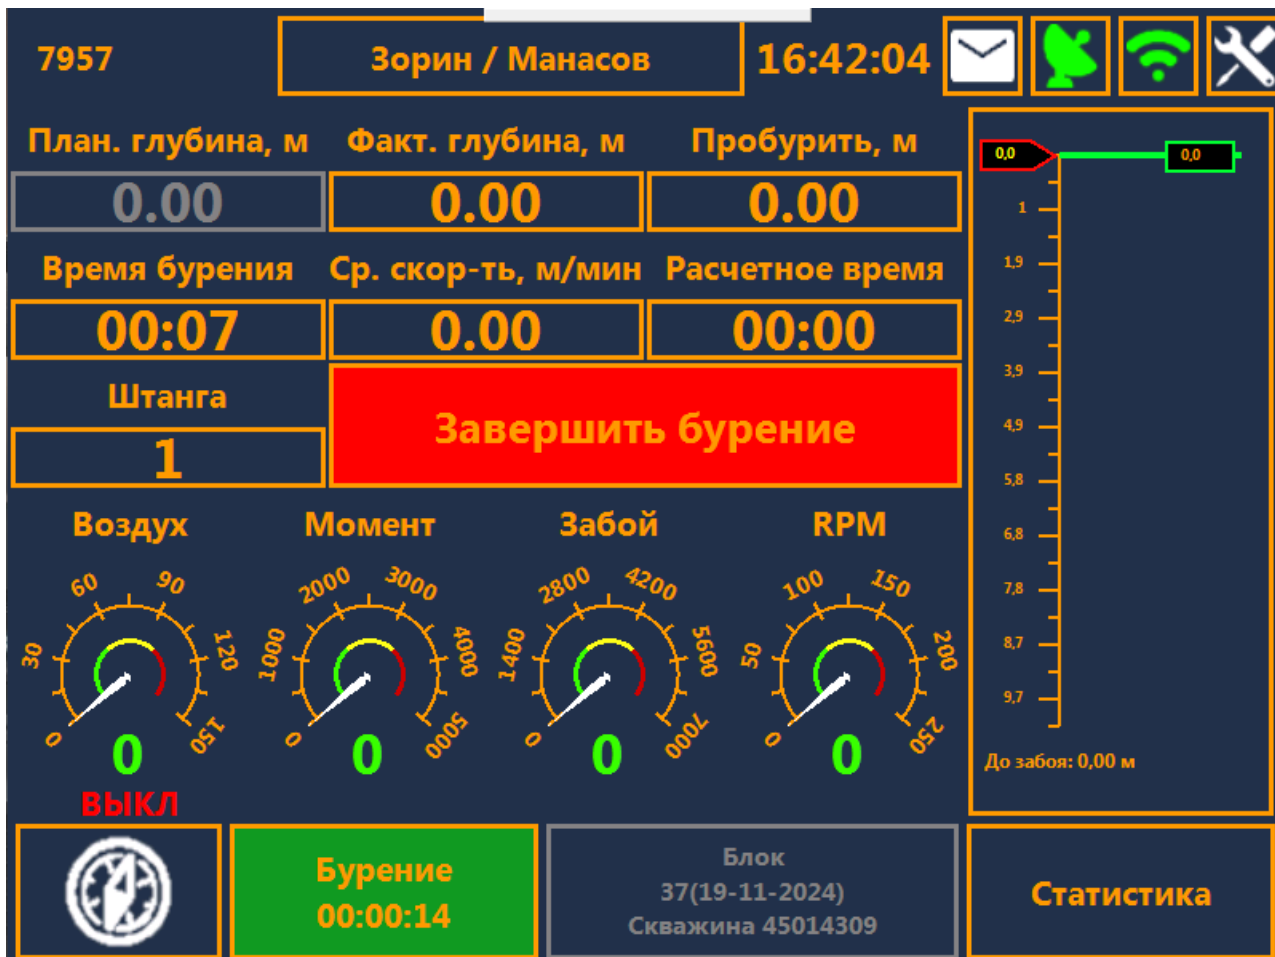 7957
Зорин / Манасов
16:42:04
План. глубина, м
Факт. глубина, м
Пробурить, м
0.00
0.00
0.00
Время бурения
Ср. скор-ть, м/мин
Расчетное время
00:07
0.00
00:00
Штанга
1
Завершить бурение
0,0
0,0
1
1,9
2,9
3,9
4,9
5,8
6,8
7,8
8,7
9,7
До забоя: 0,00 м
Воздух
0
30
60
90
120
150
0
ВЫКЛ
Момент
0
1000
2000
3000
4000
5000
0
Забой
0
1400
2800
4200
5600
7000
0
RPM
0
50
100
150
200
250
0
Бурение
00:00:14
Блок
37(19-11-2024)
Скважина 45014309
Статистика